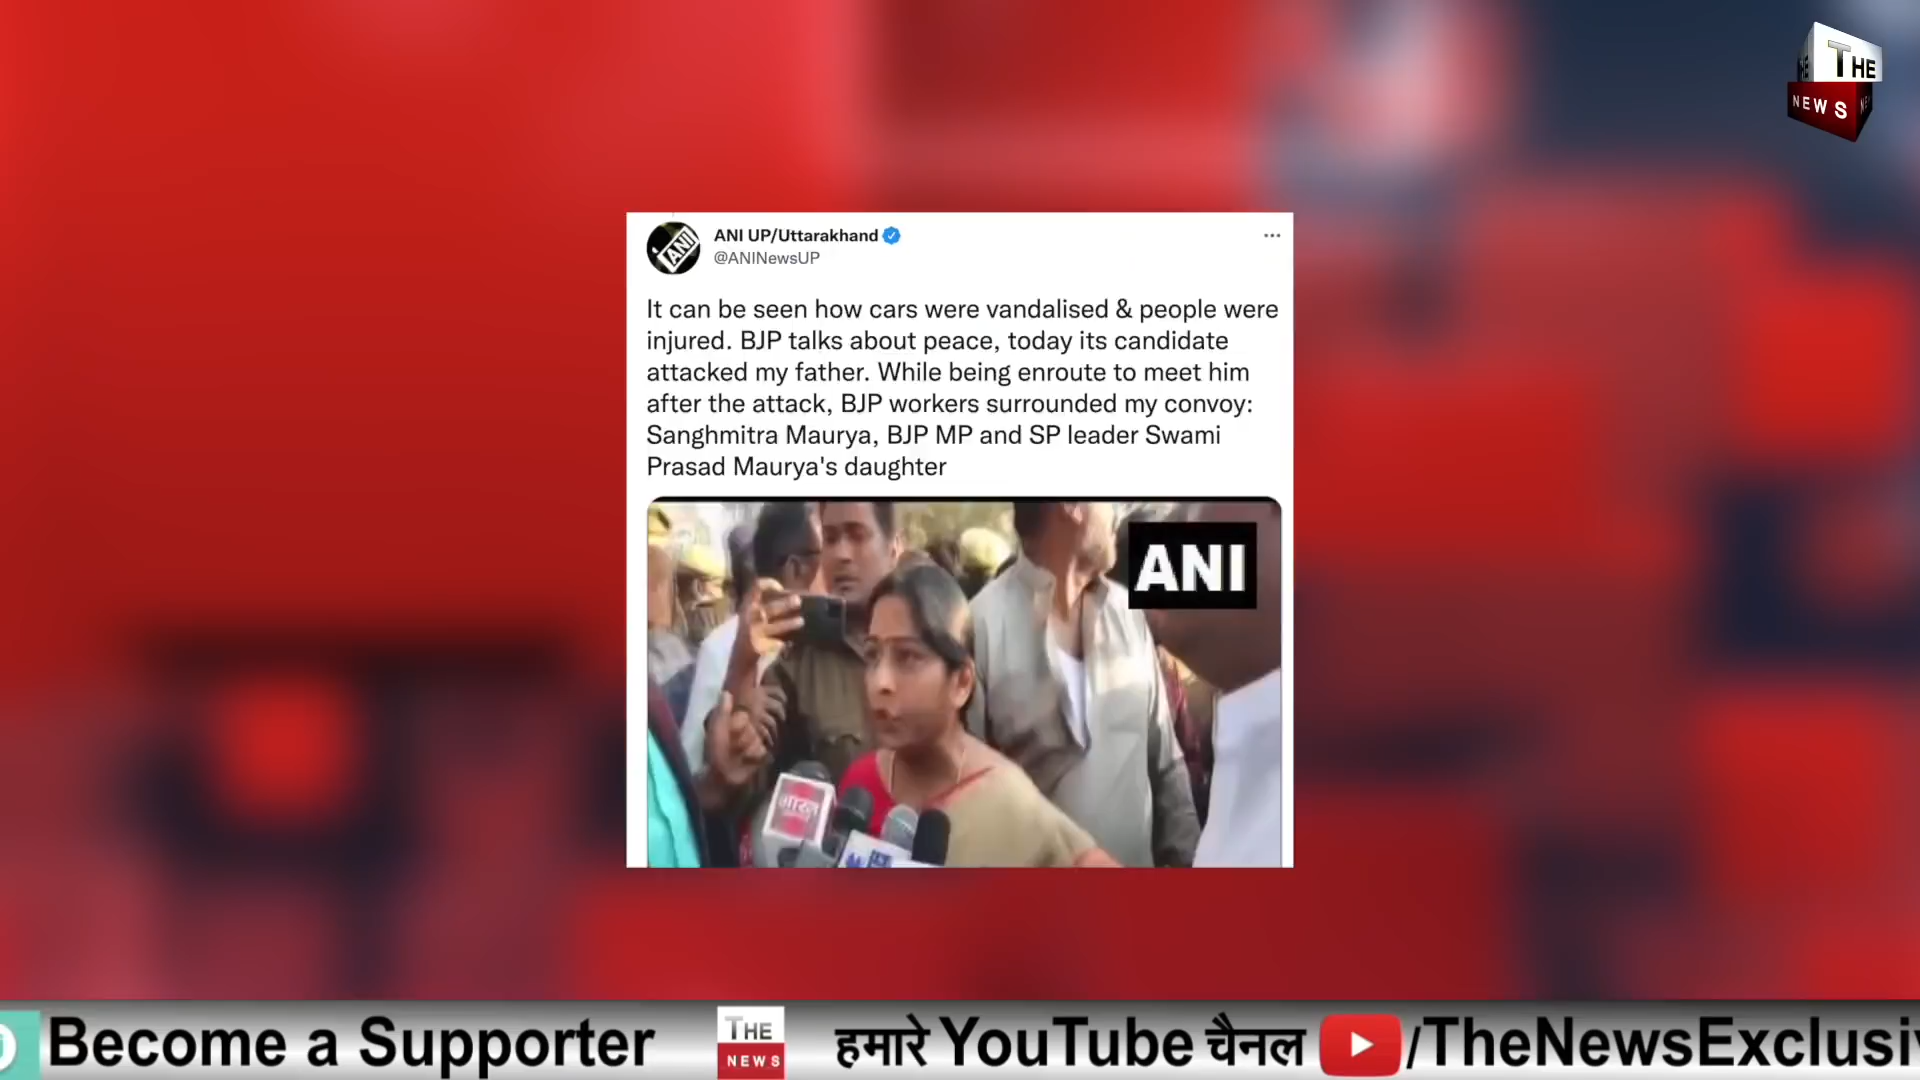 THE
NEWS
ANI UP/Uttarakhand
@ANINewsUP
It can be seen how cars were vandalised & people were
injured. BJP talks about peace, today its candidate
attacked my father. While being enroute to meet him
after the attack, BJP workers surrounded my convoy:
Sanghmitra Maurya, BJP MP and SP leader Swami
Prasad Maurya's daughter
ANI
भारत
Become a Supporter THE NEWS हमारे YouTube चैनल /TheNewsExclusi